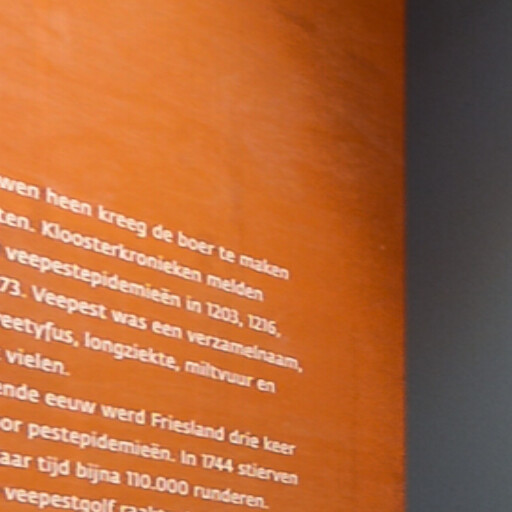 wen heen kreeg de boer te maken
ten. Kloosterkronieken melden
veepestepidemieën in 1203, 1216,
73. Veepest was een verzamelnaam,
eetyfus, longziekte, miltvuur en
vielen.
ende eeuw werd Friesland drie keer
or pestepidemieën. In 1744 stierven
aar tijd bijna 110.000 runderen.
veepestgolf